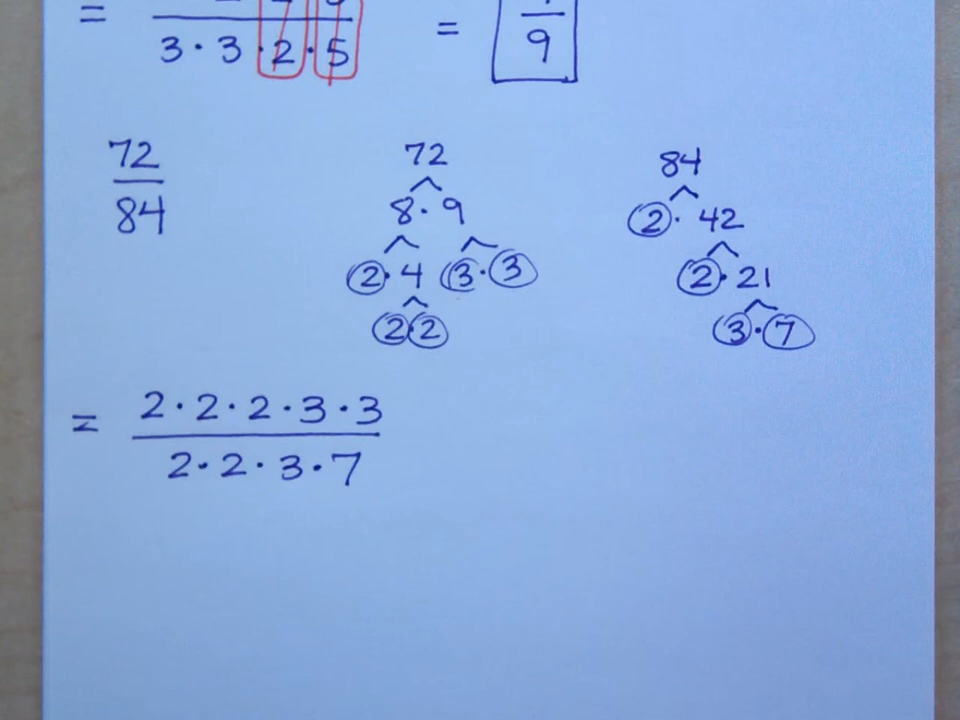 =
3 · 3 · 2 · 5 = 9
72 72 84
84 8 · 9 2 · 42
2 · 4 3 · 3 2 · 21
2 · 2 3 · 7
= 2 · 2 · 2 · 3 · 3
2 · 2 · 3 · 7